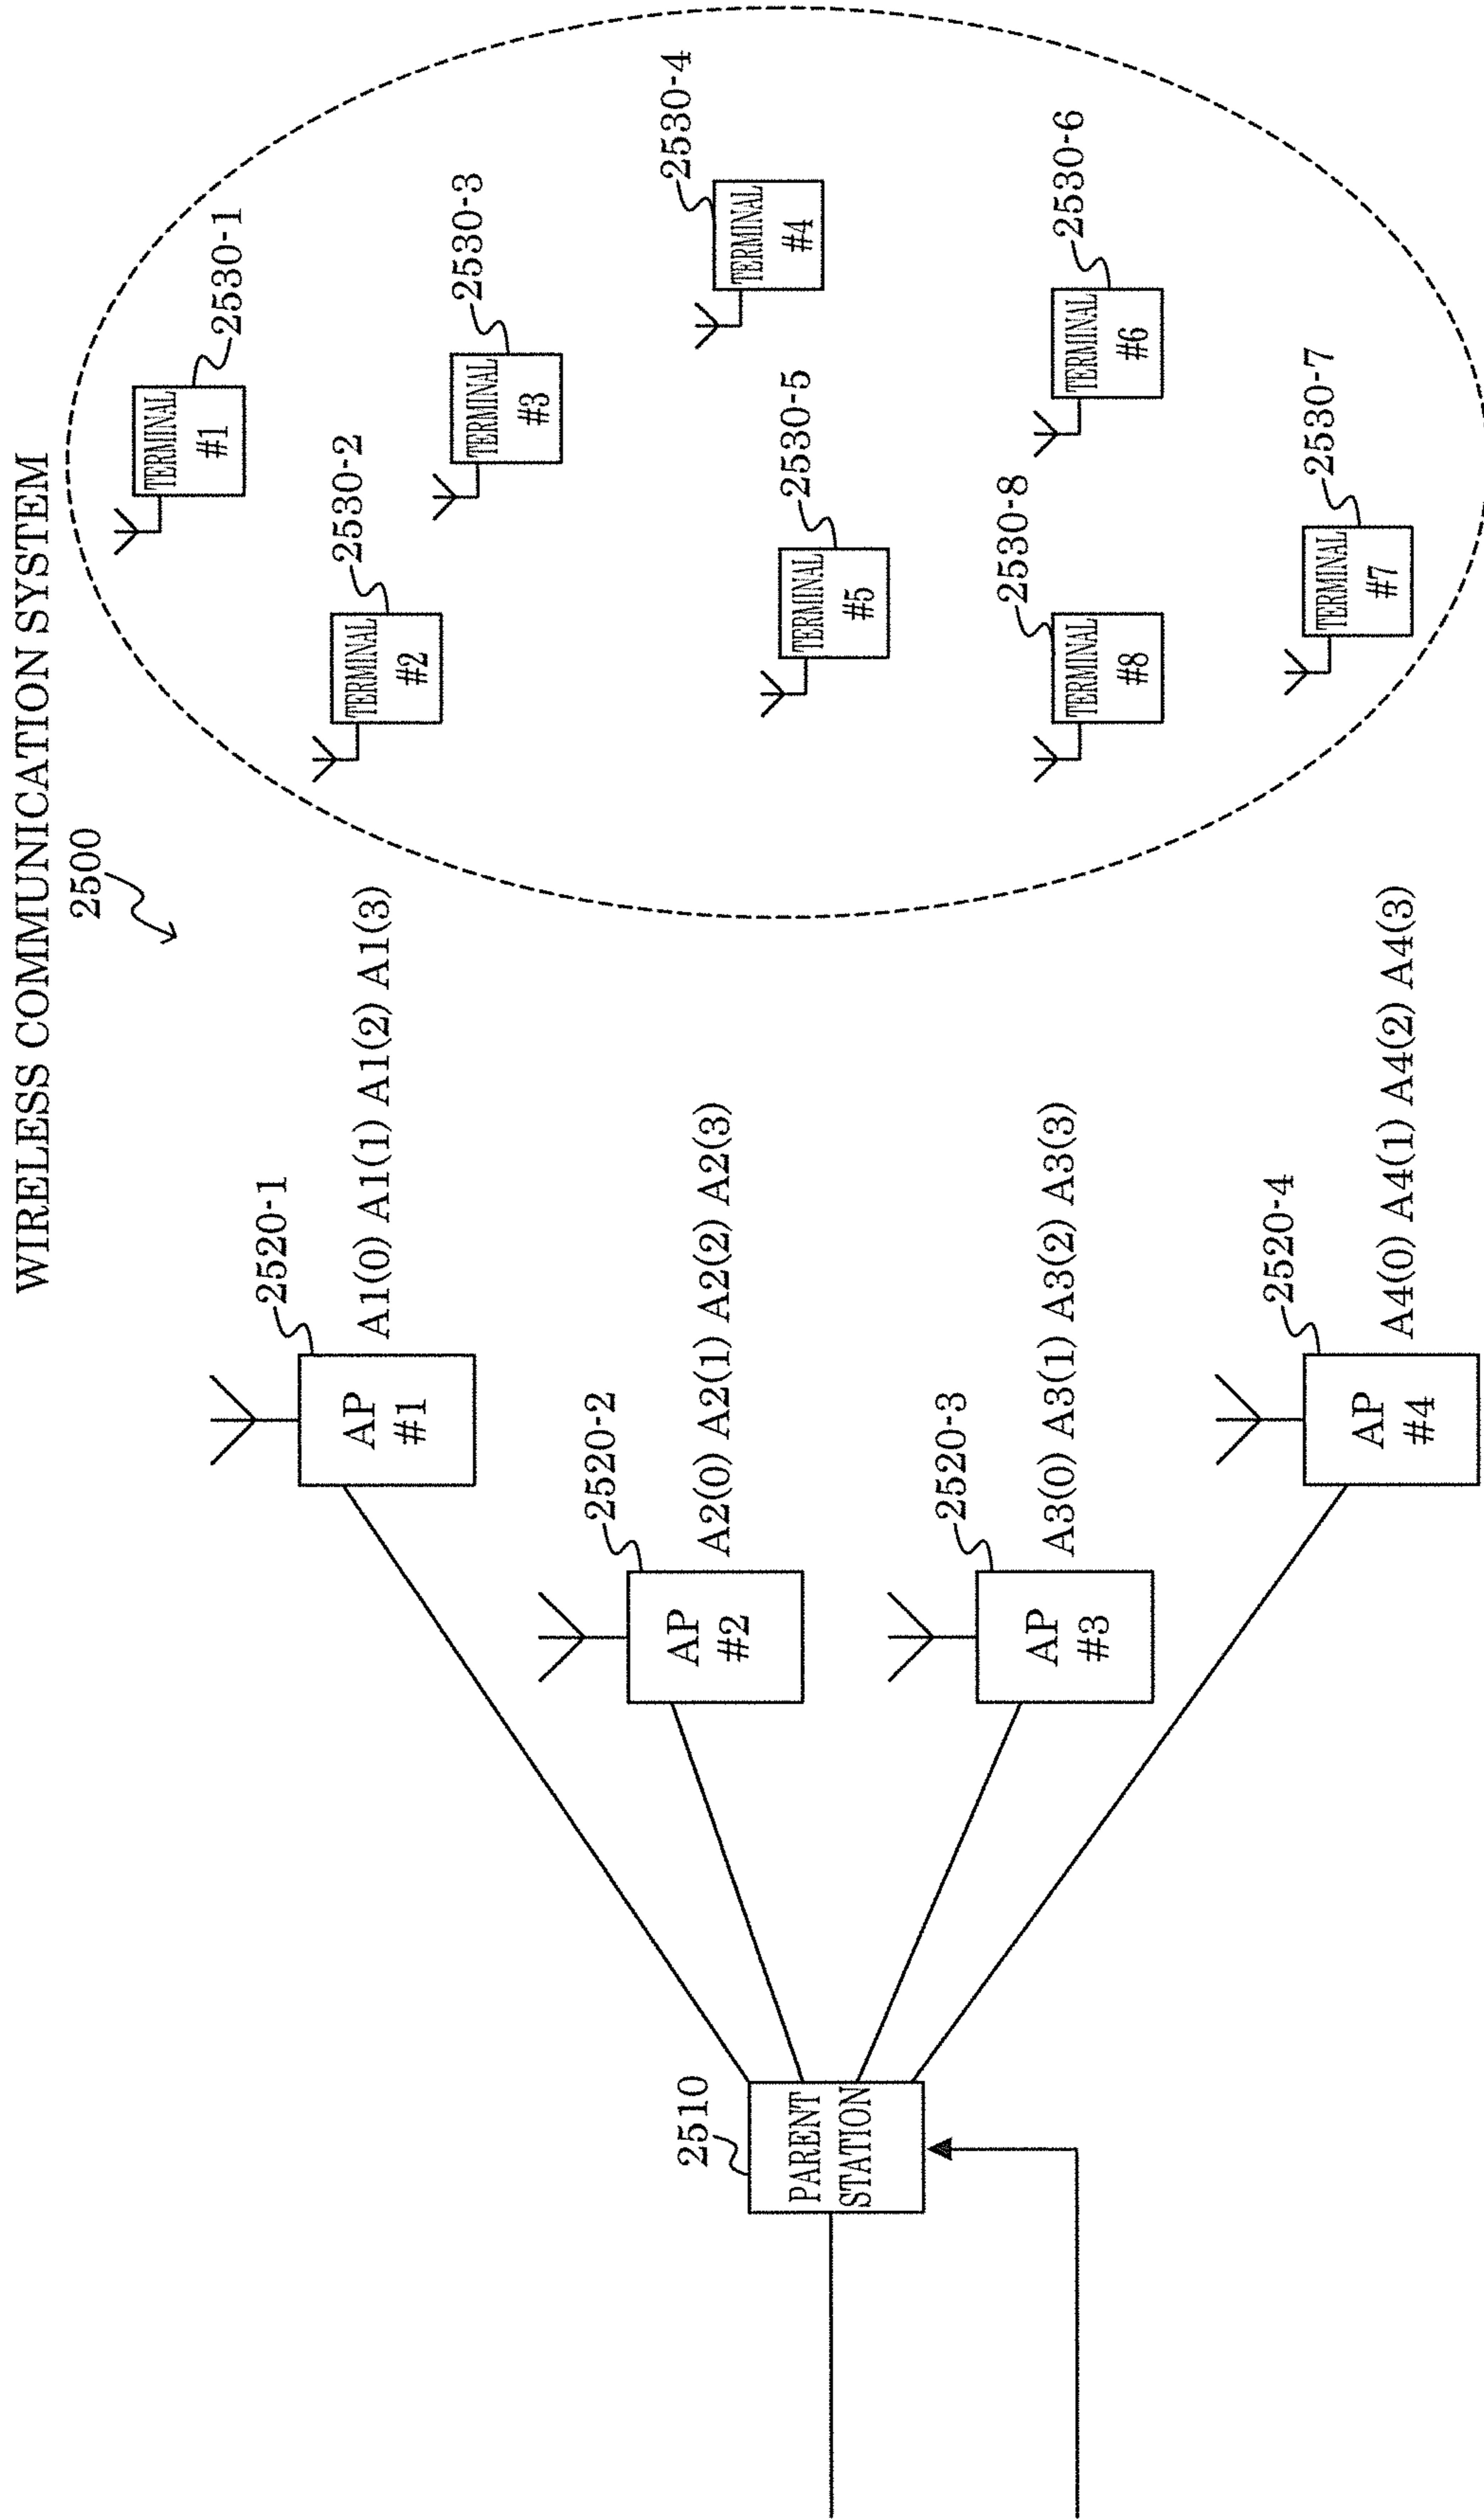 WIRELESS COMMUNICATION SYSTEM
2500
2510
PARENT
STATION
2520-1
AP
#1
A1(0) A1(1) A1(2) A1(3)
2520-2
AP
#2
A2(0) A2(1) A2(2) A2(3)
2520-3
AP
#3
A3(0) A3(1) A3(2) A3(3)
2520-4
AP
#4
A4(0) A4(1) A4(2) A4(3)
TERMINAL
#1
2530-1
2530-2
TERMINAL
#2
2530-3
TERMINAL
#3
2530-4
TERMINAL
#4
2530-5
TERMINAL
#5
2530-6
TERMINAL
#6
2530-8
TERMINAL
#8
2530-7
TERMINAL
#7